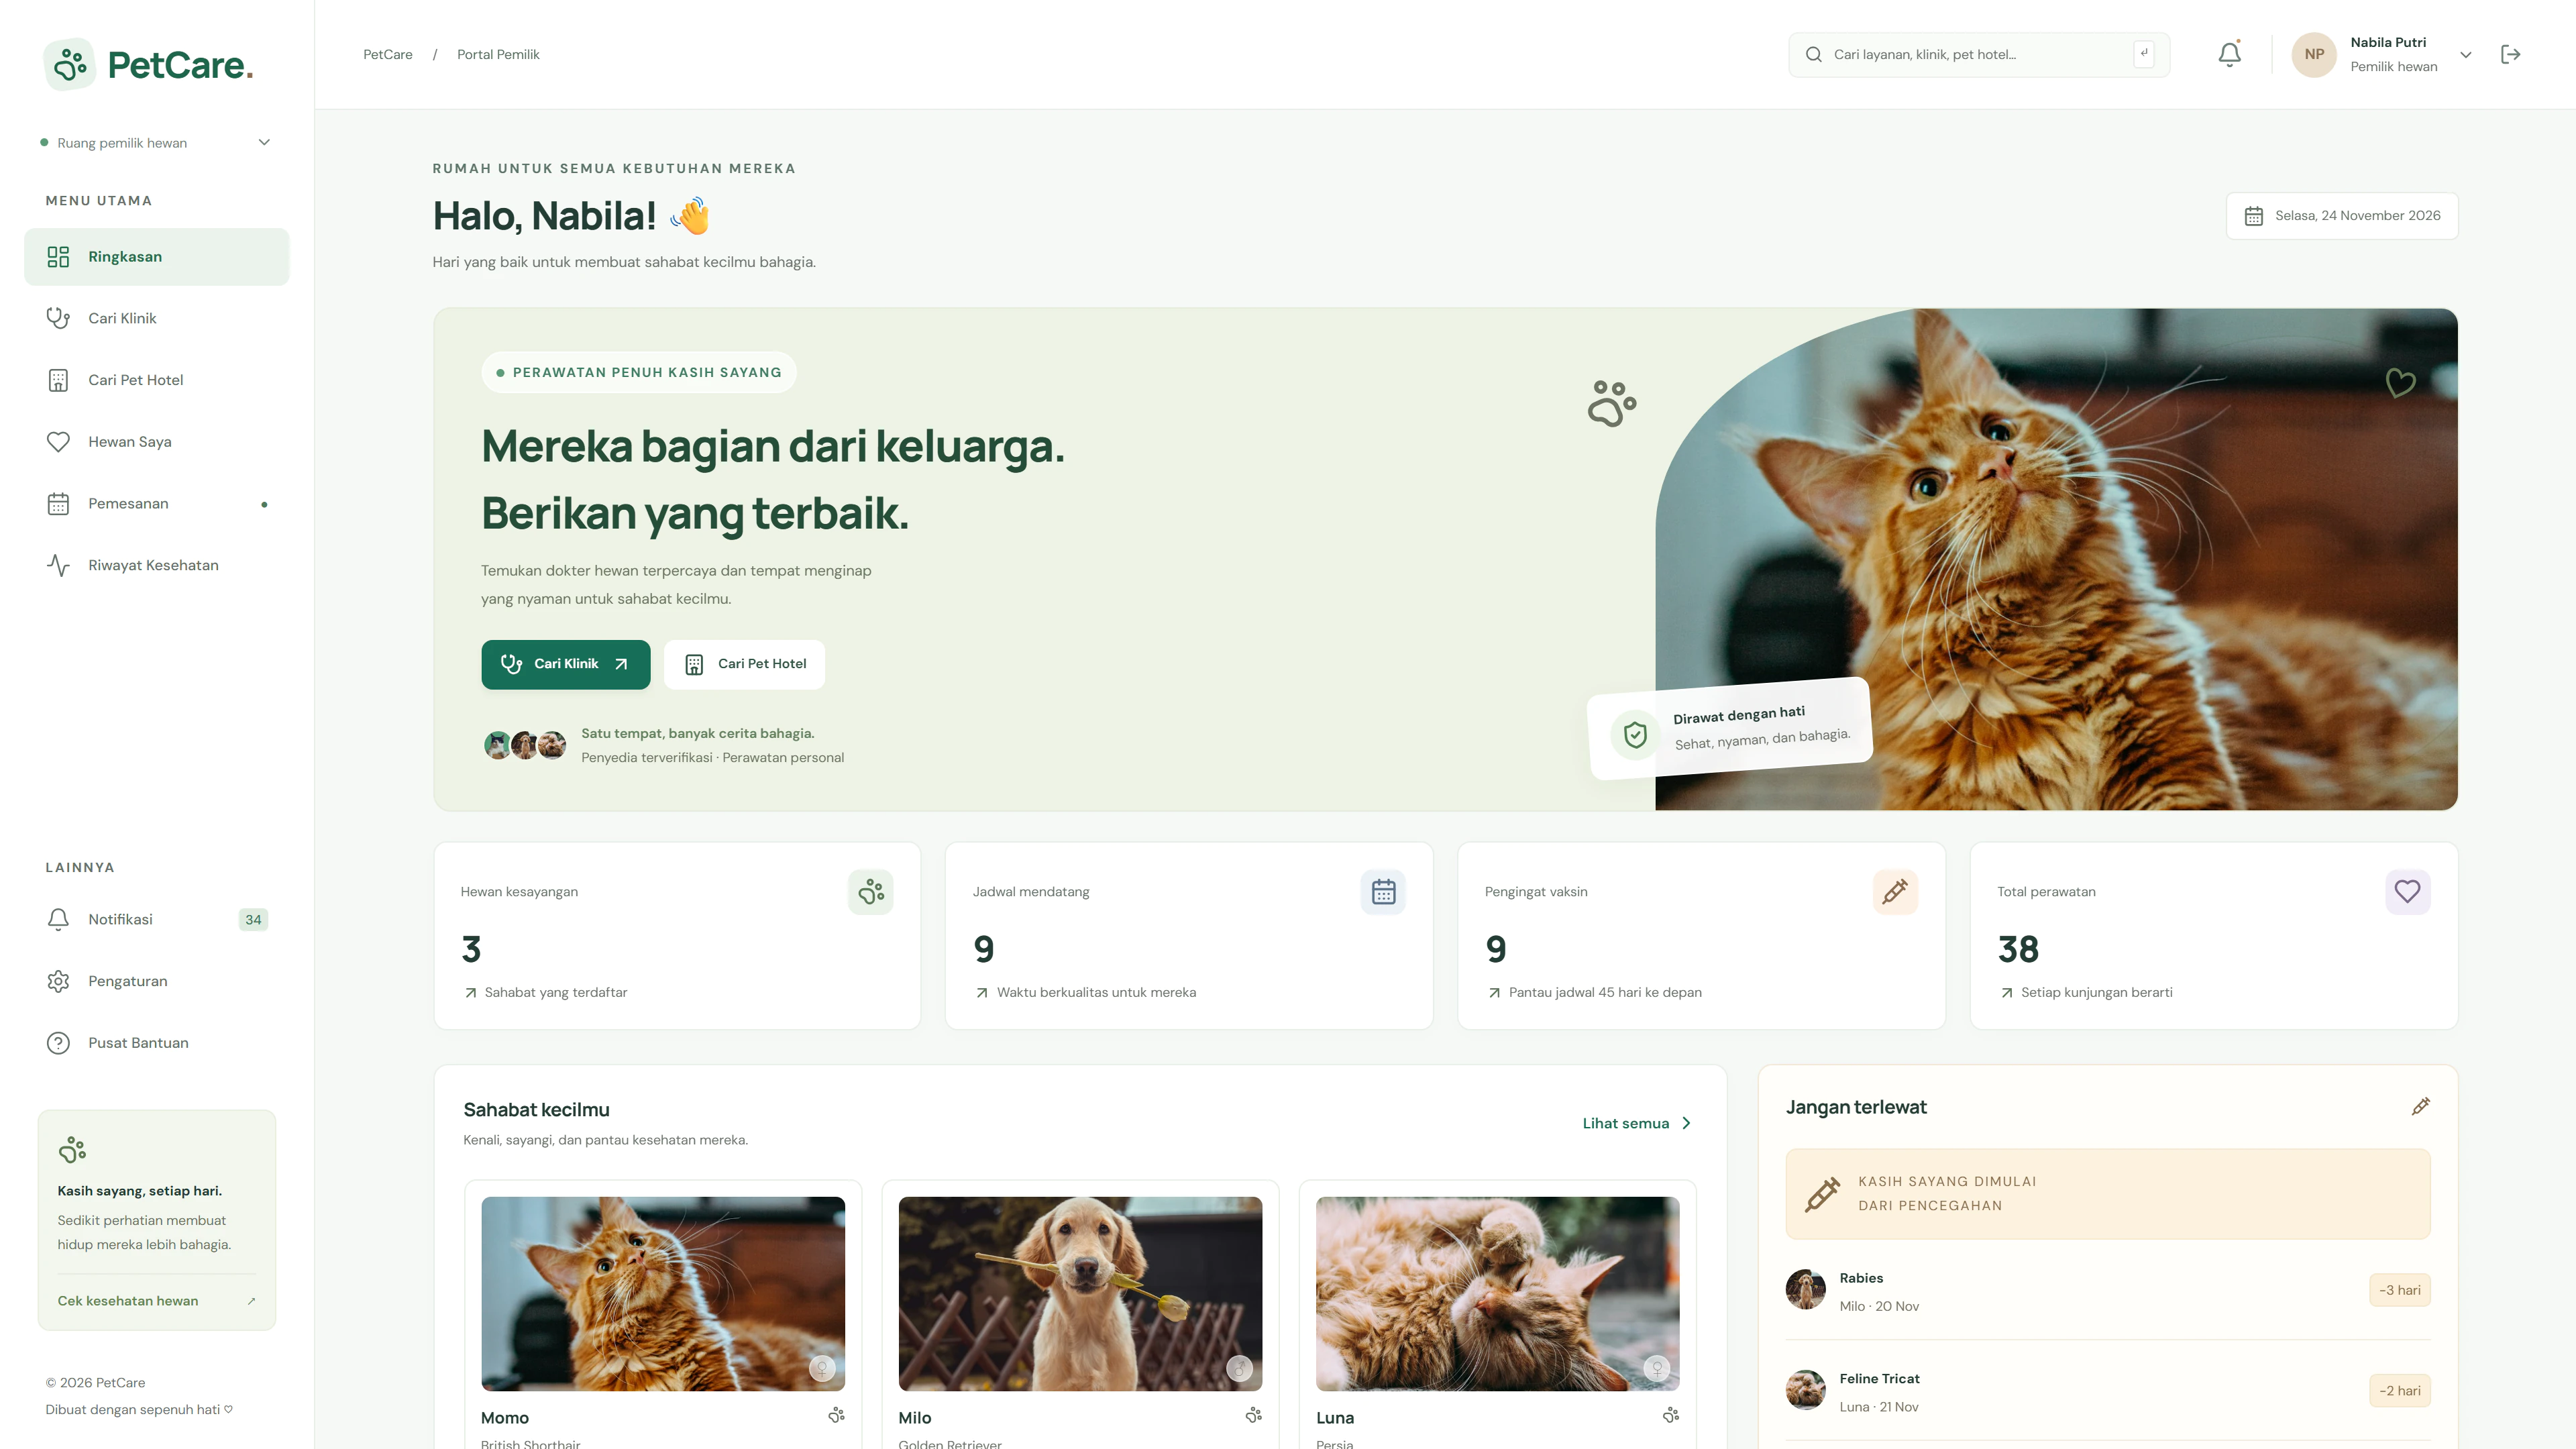 PetCare.
Ruang pemilik hewan
MENU UTAMA
Ringkasan
Cari Klinik
Cari Pet Hotel
Hewan Saya
Pemesanan
Riwayat Kesehatan
LAINNYA
Notifikasi 34
Pengaturan
Pusat Bantuan
Kasih sayang, setiap hari.
Sedikit perhatian membuat
hidup mereka lebih bahagia.
Cek kesehatan hewan ↗
© 2026 PetCare
Dibuat dengan sepenuh hati ♡
PetCare / Portal Pemilik
Cari layanan, klinik, pet hotel... ↵
NP
Nabila Putri
Pemilik hewan
RUMAH UNTUK SEMUA KEBUTUHAN MEREKA
Halo, Nabila! 👋
Hari yang baik untuk membuat sahabat kecilmu bahagia.
Selasa, 24 November 2026
PERAWATAN PENUH KASIH SAYANG
Mereka bagian dari keluarga.
Berikan yang terbaik.
Temukan dokter hewan terpercaya dan tempat menginap
yang nyaman untuk sahabat kecilmu.
Cari Klinik
Cari Pet Hotel
Satu tempat, banyak cerita bahagia.
Penyedia terverifikasi · Perawatan personal
Dirawat dengan hati
Sehat, nyaman, dan bahagia.
Hewan kesayangan
3
Sahabat yang terdaftar
Jadwal mendatang
9
Waktu berkualitas untuk mereka
Pengingat vaksin
9
Pantau jadwal 45 hari ke depan
Total perawatan
38
Setiap kunjungan berarti
Sahabat kecilmu
Kenali, sayangi, dan pantau kesehatan mereka.
Lihat semua
♀
Momo
British Shorthair
♂
Milo
Golden Retriever
♀
Luna
Persia
Jangan terlewat
KASIH SAYANG DIMULAI
DARI PENCEGAHAN
Rabies
Milo · 20 Nov
-3 hari
Feline Tricat
Luna · 21 Nov
-2 hari